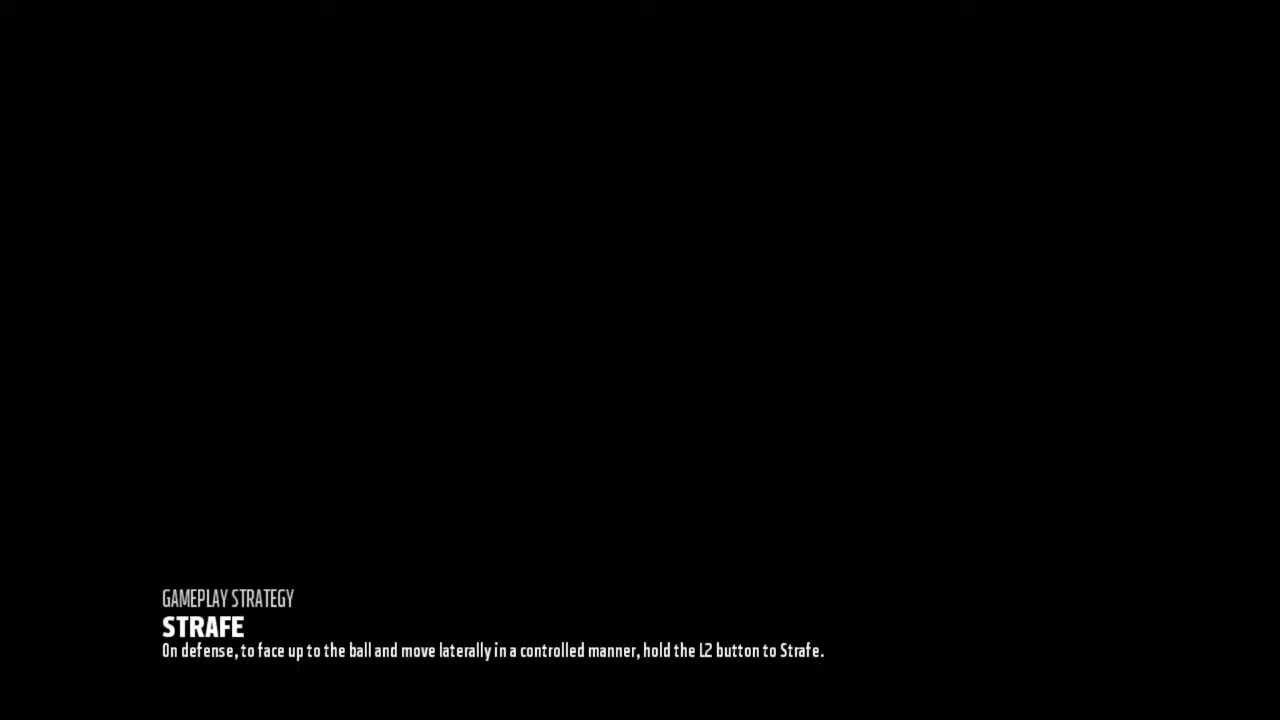 GAMEPLAY STRATEGY
STRAFE
On defense, to face up to the ball and move laterally in a controlled manner, hold the L2 button to Strafe.